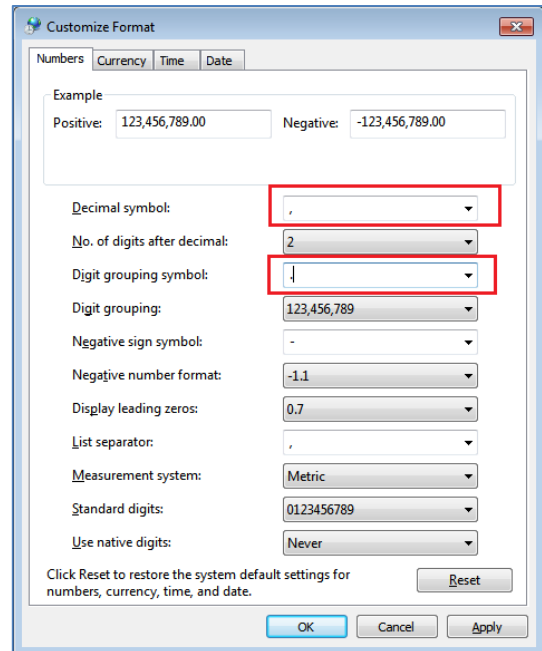 Customize Format
Numbers Currency Time Date
Example
Positive: 123,456,789.00 Negative: -123,456,789.00
Decimal symbol: ,
No. of digits after decimal: 2
Digit grouping symbol: .
Digit grouping: 123,456,789
Negative sign symbol: -
Negative number format: -1.1
Display leading zeros: 0.7
List separator: ,
Measurement system: Metric
Standard digits: 0123456789
Use native digits: Never
Click Reset to restore the system default settings for
numbers, currency, time, and date.
Reset
OK Cancel Apply